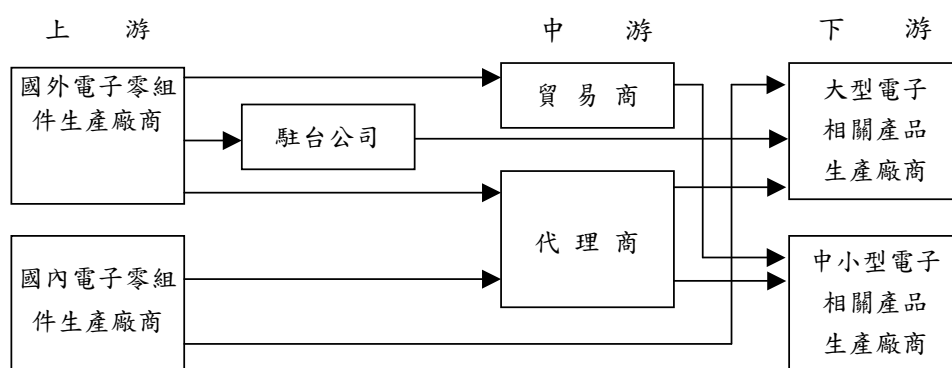 上 游 中 游 下 游
國外電子零組
件生產廠商
駐台公司
貿易商
代理商
大型電子
相關產品
生產廠商
國內電子零組
件生產廠商
中小型電子
相關產品
生產廠商